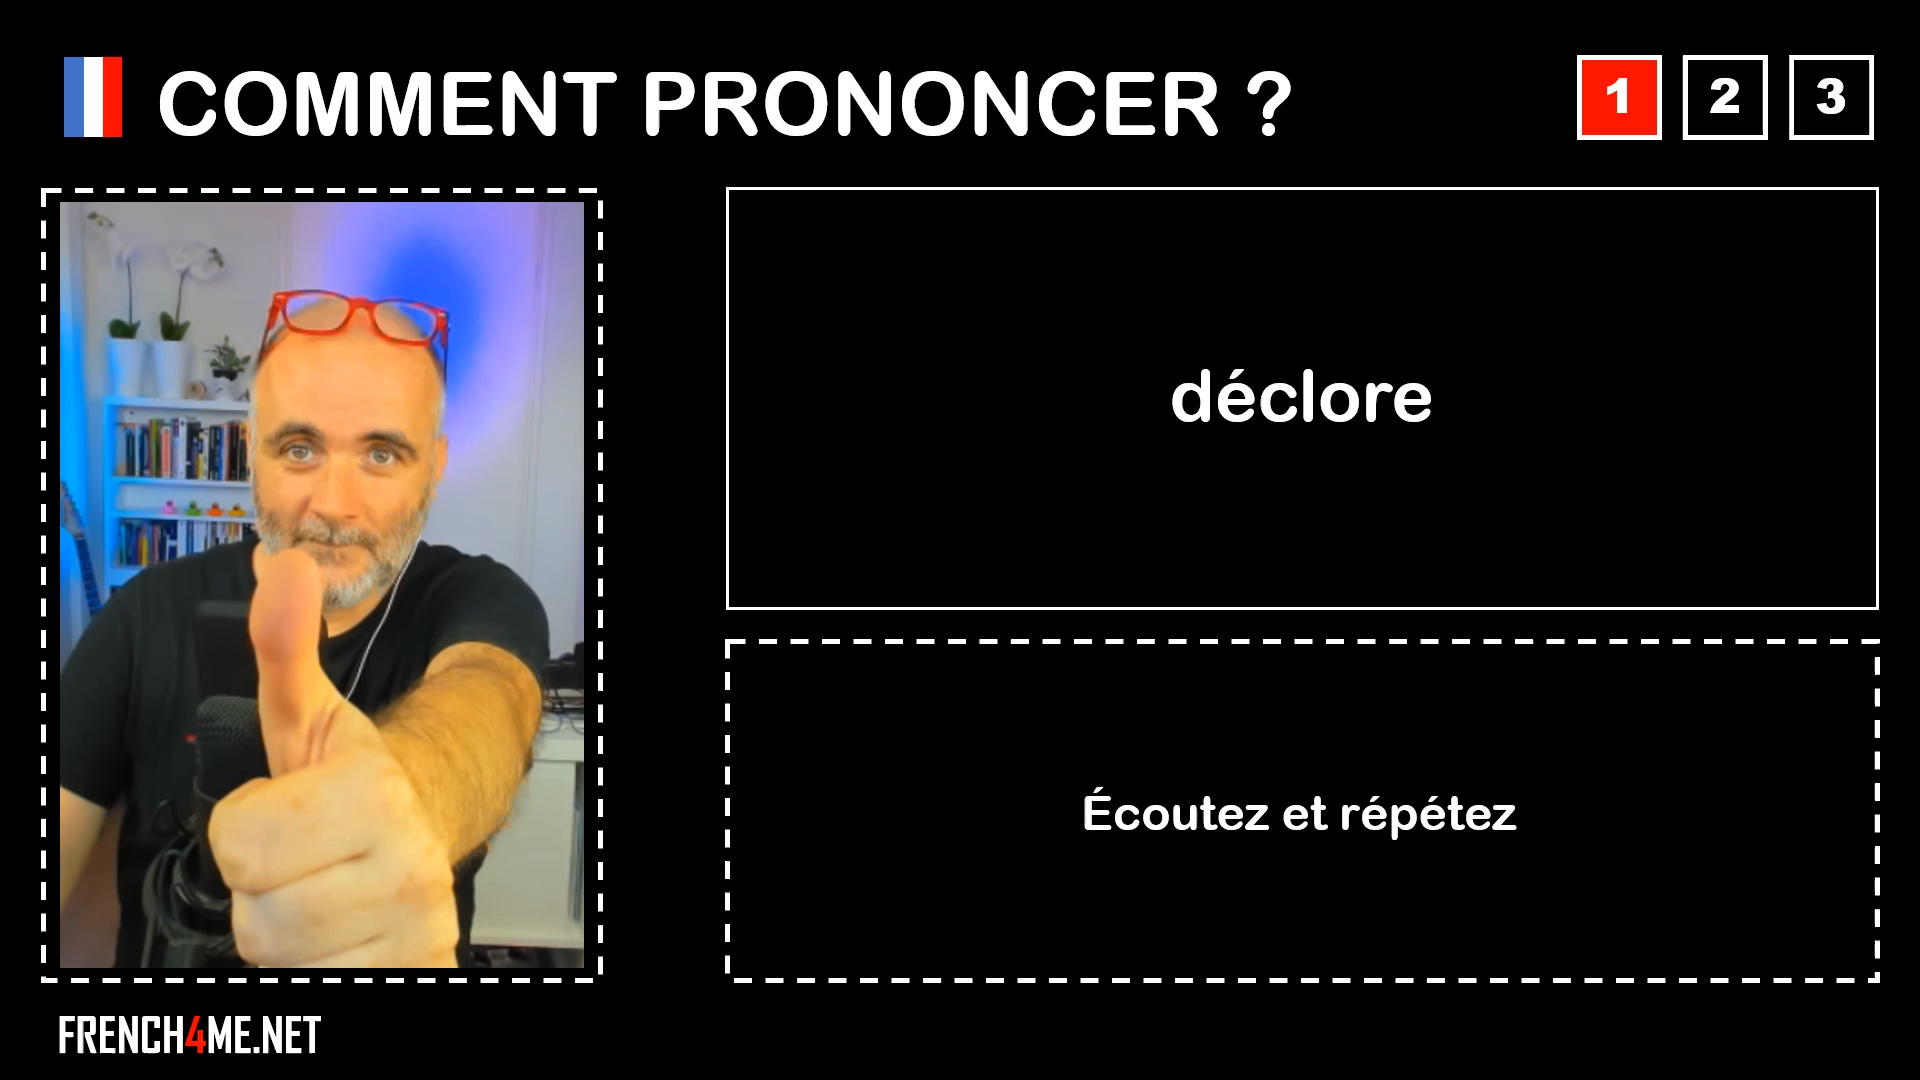 COMMENT PRONONCER ?
1 2 3
déclore
Écoutez et répétez
FRENCH4ME.NET